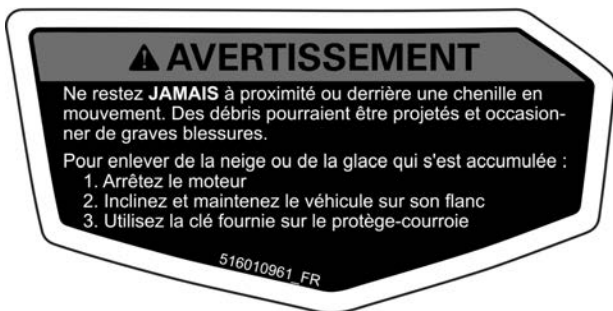 ⚠ AVERTISSEMENT
Ne restez JAMAIS à proximité ou derrière une chenille en
mouvement. Des débris pourraient être projetés et occasion-
ner de graves blessures.
Pour enlever de la neige ou de la glace qui s'est accumulée :
1. Arrêtez le moteur
2. Inclinez et maintenez le véhicule sur son flanc
3. Utilisez la clé fournie sur le protège-courroie
516010961_FR